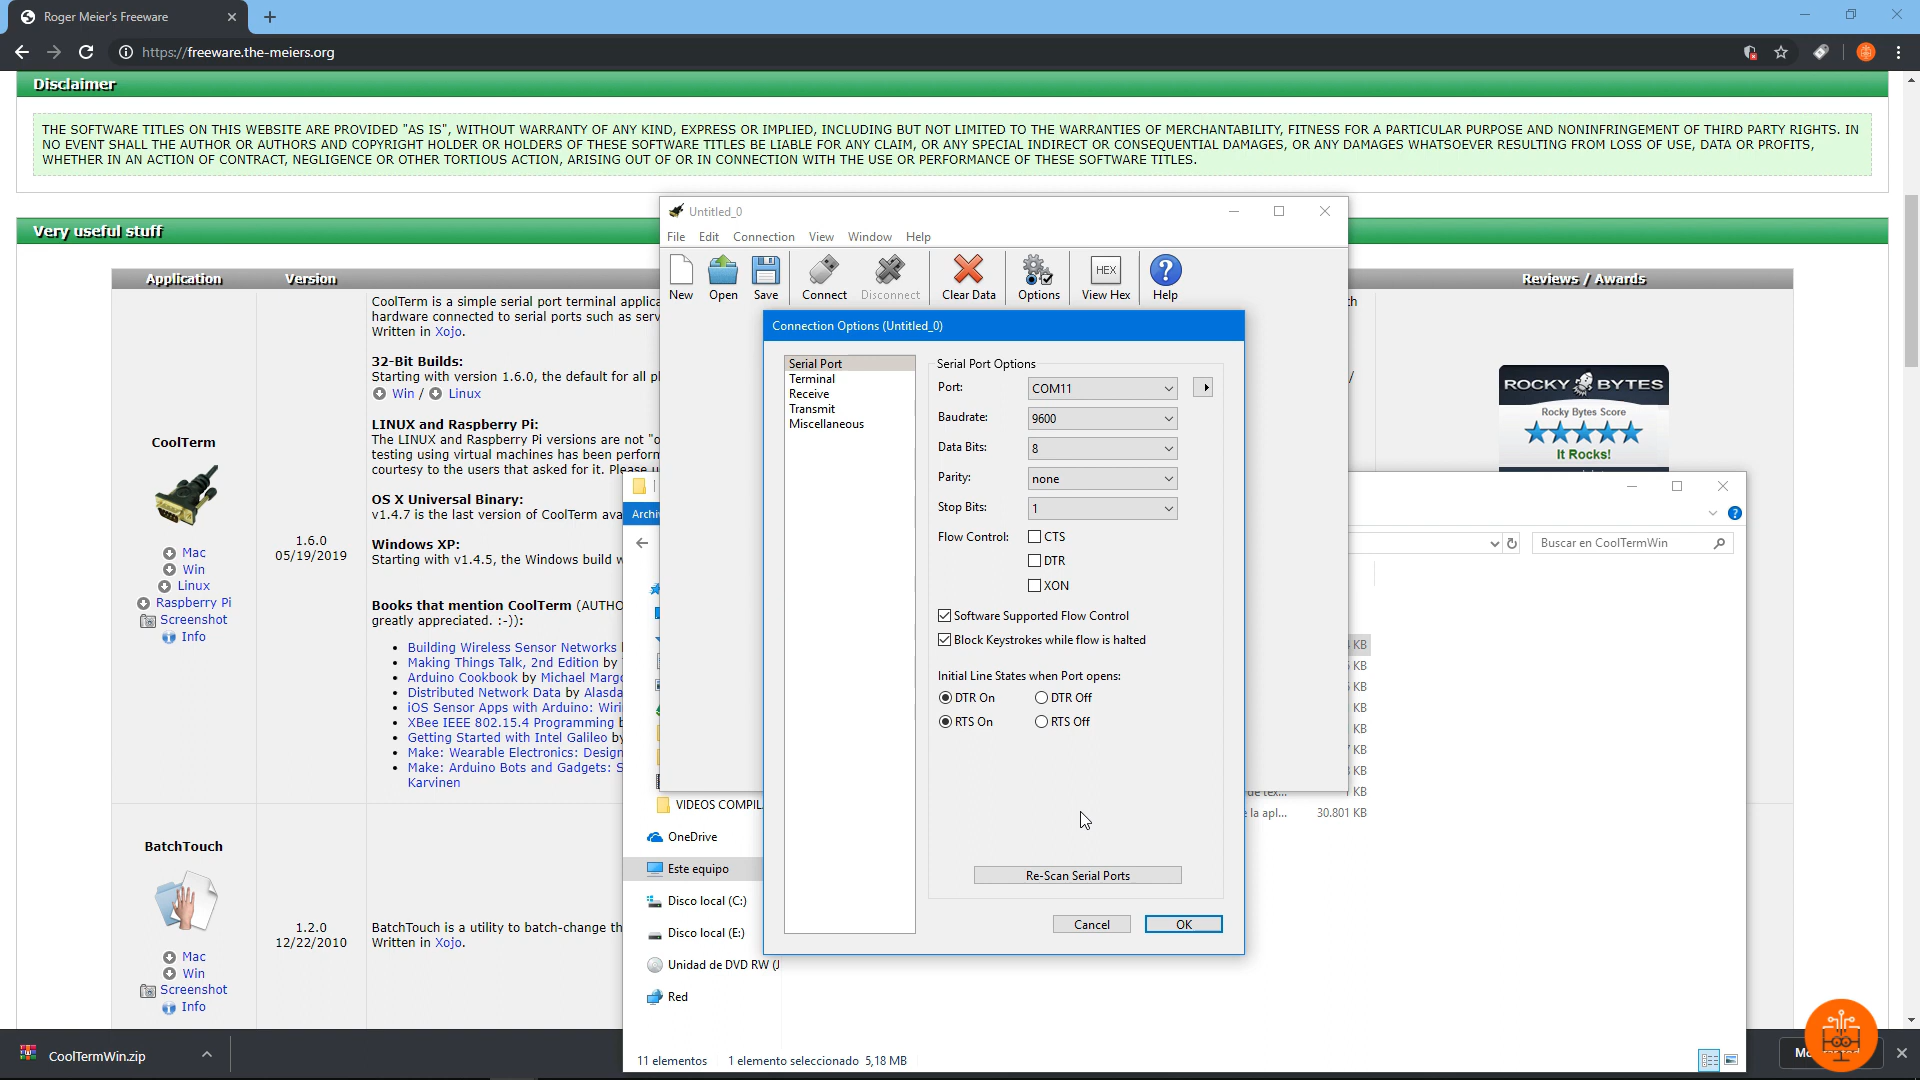 Roger Meier's Freeware
https://freeware.the-meiers.org
Disclaimer
THE SOFTWARE TITLES ON THIS WEBSITE ARE PROVIDED "AS IS", WITHOUT WARRANTY OF ANY KIND, EXPRESS OR IMPLIED, INCLUDING BUT NOT LIMITED TO THE WARRANTIES OF MERCHANTABILITY, FITNESS FOR A PARTICULAR PURPOSE AND NONINFRINGEMENT OF THIRD PARTY RIGHTS. IN
NO EVENT SHALL THE AUTHOR OR AUTHORS AND COPYRIGHT HOLDER OR HOLDERS OF THESE SOFTWARE TITLES BE LIABLE FOR ANY CLAIM, OR ANY SPECIAL INDIRECT OR CONSEQUENTIAL DAMAGES, OR ANY DAMAGES WHATSOEVER RESULTING FROM LOSS OF USE, DATA OR PROFITS,
WHETHER IN AN ACTION OF CONTRACT, NEGLIGENCE OR OTHER TORTIOUS ACTION, ARISING OUT OF OR IN CONNECTION WITH THE USE OR PERFORMANCE OF THESE SOFTWARE TITLES.
Very useful stuff
Application
Version
Reviews / Awards
CoolTerm
Mac
Win
Linux
Raspberry Pi
Screenshot
Info
1.6.0
05/19/2019
CoolTerm is a simple serial port terminal applica
hardware connected to serial ports such as serv
Written in Xojo.
32-Bit Builds:
Starting with version 1.6.0, the default for all pl
Win / Linux
LINUX and Raspberry Pi:
The LINUX and Raspberry Pi versions are not "o
testing using virtual machines has been perform
courtesy to the users that asked for it. Please u
OS X Universal Binary:
v1.4.7 is the last version of CoolTerm ava
Windows XP:
Starting with v1.4.5, the Windows build w
Books that mention CoolTerm (AUTHO
greatly appreciated. :-)):
Building Wireless Sensor Networks
Making Things Talk, 2nd Edition by
Arduino Cookbook by Michael Margo
Distributed Network Data by Alasda
iOS Sensor Apps with Arduino: Wiri
XBee IEEE 802.15.4 Programming
Getting Started with Intel Galileo by
Make: Wearable Electronics: Design
Make: Arduino Bots and Gadgets: S
Karvinen
ROCKY BYTES
Rocky Bytes Score
It Rocks!
BatchTouch
Mac
Win
Screenshot
Info
1.2.0
12/22/2010
BatchTouch is a utility to batch-change th
Written in Xojo.
Untitled_0
File Edit Connection View Window Help
New Open Save Connect Disconnect Clear Data Options HEX View Hex ? Help
Connection Options (Untitled_0)
Serial Port
Terminal
Receive
Transmit
Miscellaneous
Serial Port Options
Port: COM11
Baudrate: 9600
Data Bits: 8
Parity: none
Stop Bits: 1
Flow Control: CTS
DTR
XON
Software Supported Flow Control
Block Keystrokes while flow is halted
Initial Line States when Port opens:
DTR On DTR Off
RTS On RTS Off
Re-Scan Serial Ports
Cancel OK
Archi
Buscar en CoolTermWin
KB
KB
KB
KB
KB
KB
KB
de tex... KB
la apl... 30.801 KB
VIDEOS COMPIL
OneDrive
Este equipo
Disco local (C:)
Disco local (E:)
Unidad de DVD RW (J
Red
11 elementos 1 elemento seleccionado 5,18 MB
CoolTermWin.zip